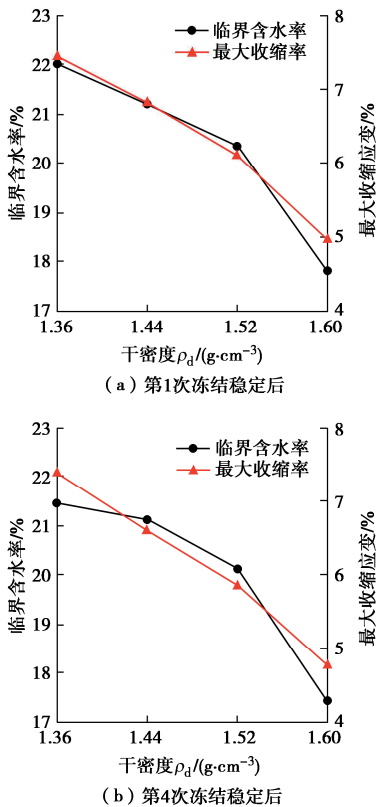 23
22
21
20
19
18
17
8
7
6
5
4
临界含水率/%
最大收缩应变/%
临界含水率
最大收缩率
1.36 1.44 1.52 1.60
干密度ρd/(g·cm−3)
（a）第1次冻结稳定后
23
22
21
20
19
18
17
8
7
6
5
4
临界含水率/%
最大收缩应变/%
临界含水率
最大收缩率
1.36 1.44 1.52 1.60
干密度ρd/(g·cm−3)
（b）第4次冻结稳定后